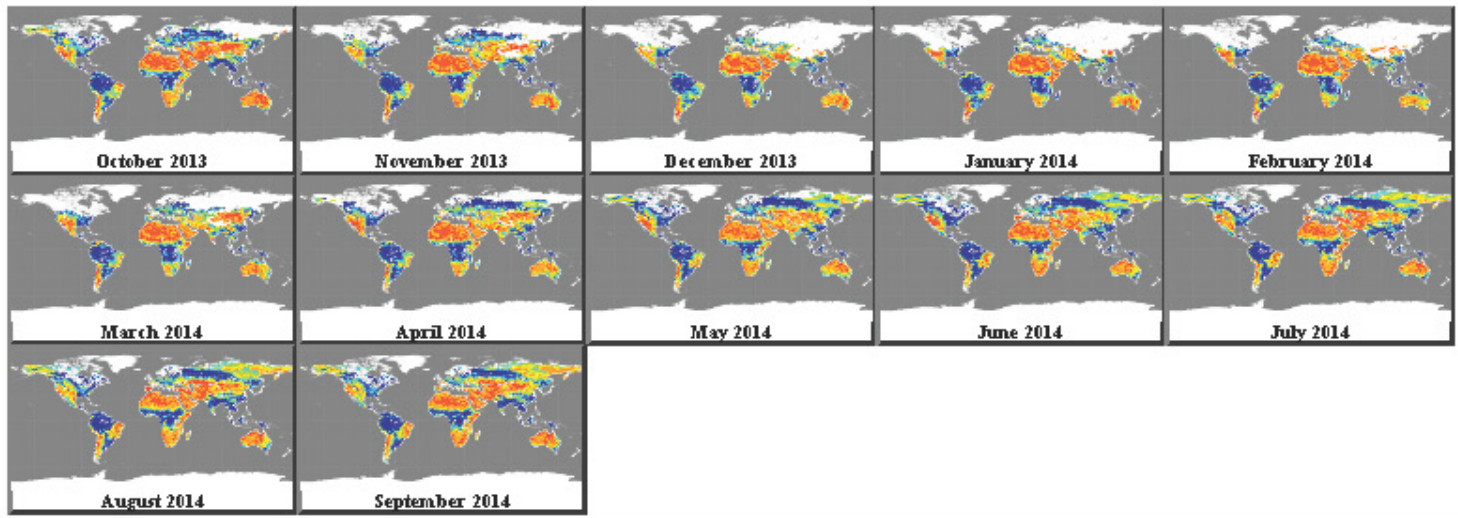 October 2013
November 2013
December 2013
January 2014
February 2014
March 2014
April 2014
May 2014
June 2014
July 2014
August 2014
September 2014